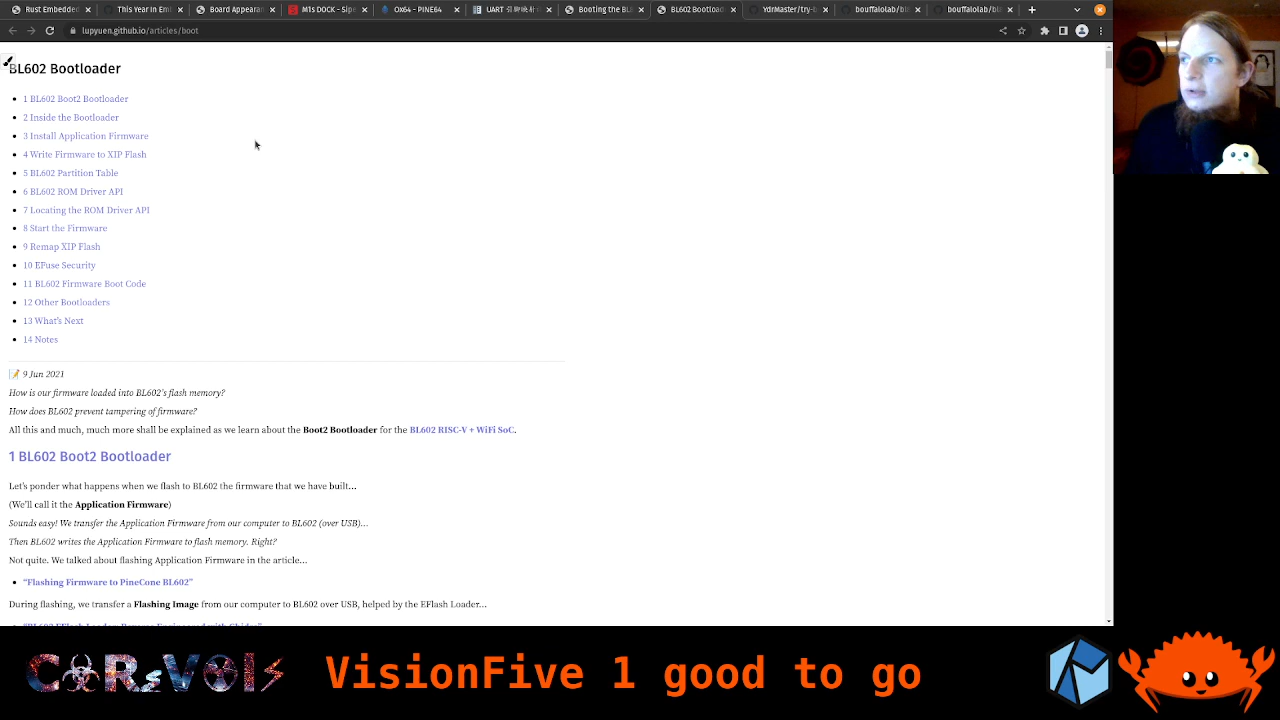 Rust Embedded
This Year in Emb
Board Appearan
M1s DOCK - Sipe
OX64 - PINE64
UART
Booting the BL
BL602 Bootload
YdrMaster/try-b
bouffalolab/bl
bouffalolab/bl
lupyuen.github.io/articles/boot
BL602 Bootloader
1 BL602 Boot2 Bootloader
2 Inside the Bootloader
3 Install Application Firmware
4 Write Firmware to XIP Flash
5 BL602 Partition Table
6 BL602 ROM Driver API
7 Locating the ROM Driver API
8 Start the Firmware
9 Remap XIP Flash
10 EFuse Security
11 BL602 Firmware Boot Code
12 Other Bootloaders
13 What's Next
14 Notes
📝 9 Jun 2021
How is our firmware loaded into BL602's flash memory?
How does BL602 prevent tampering of firmware?
All this and much, much more shall be explained as we learn about the Boot2 Bootloader for the BL602 RISC-V + WiFi SoC.
1 BL602 Boot2 Bootloader
Let's ponder what happens when we flash to BL602 the firmware that we have built…
(We'll call it the Application Firmware)
Sounds easy! We transfer the Application Firmware from our computer to BL602 (over USB)…
Then BL602 writes the Application Firmware to flash memory. Right?
Not quite. We talked about flashing Application Firmware in the article…
"Flashing Firmware to PineCone BL602"
During flashing, we transfer a Flashing Image from our computer to BL602 over USB, helped by the EFlash Loader…
"BL602 EFlash Loader: Reverse Engineered with Ghidra"
VisionFive 1 good to go